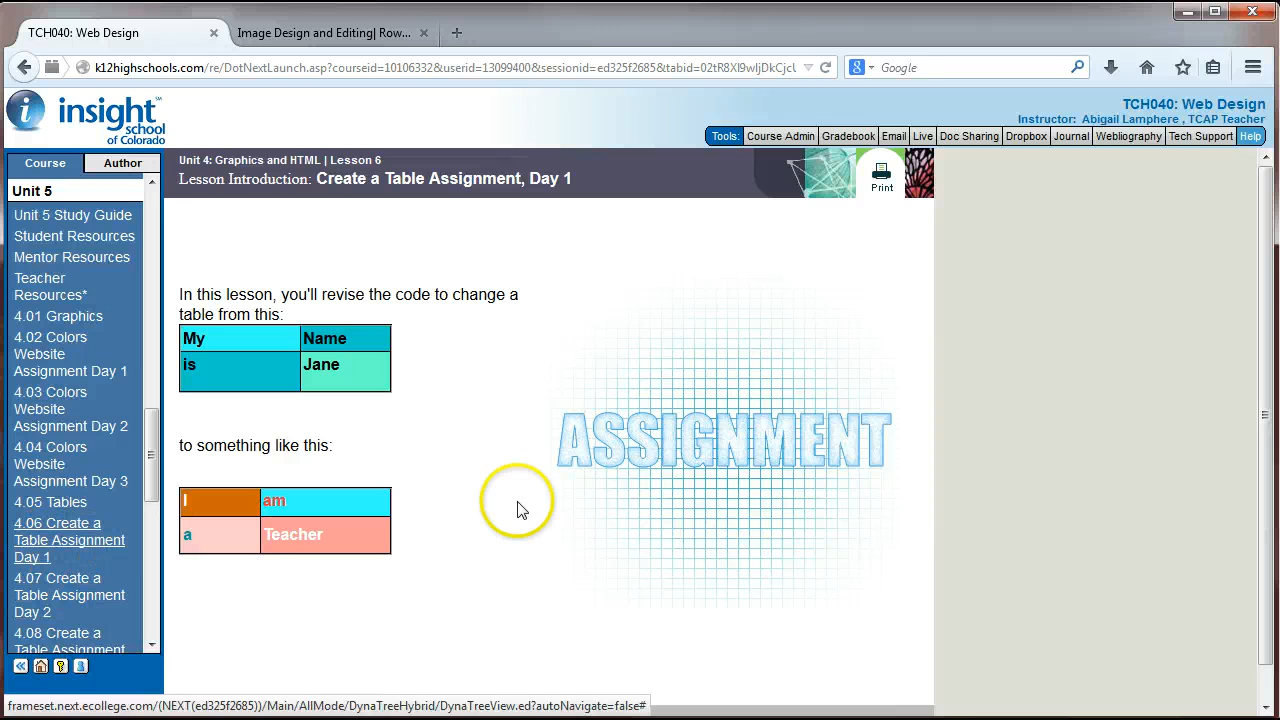 TCH040: Web Design
Image Design and Editing| Row...
k12highschools.com/re/DotNextLaunch.asp?courseid=10106332&userid=13099400&sessionid=ed325f2685&tabid=02tR8Xl9wljDkCjcl
Google
insight
school
of Colorado
TCH040: Web Design
Instructor: Abigail Lamphere , TCAP Teacher
Tools: Course Admin Gradebook Email Live Doc Sharing Dropbox Journal Webliography Tech Support Help
Course Author
Unit 5
Unit 5 Study Guide
Student Resources
Mentor Resources
Teacher
Resources*
4.01 Graphics
4.02 Colors
Website
Assignment Day 1
4.03 Colors
Website
Assignment Day 2
4.04 Colors
Website
Assignment Day 3
4.05 Tables
4.06 Create a
Table Assignment
Day 1
4.07 Create a
Table Assignment
Day 2
4.08 Create a
Table Assignment
Unit 4: Graphics and HTML | Lesson 6
Lesson Introduction: Create a Table Assignment, Day 1
Print
In this lesson, you'll revise the code to change a
table from this:
My Name
is Jane
to something like this:
I am
a Teacher
ASSIGNMENT
frameset.next.ecollege.com/(NEXT(ed325f2685))/Main/AllMode/DynaTreeHybrid/DynaTreeView.ed?autoNavigate=false#